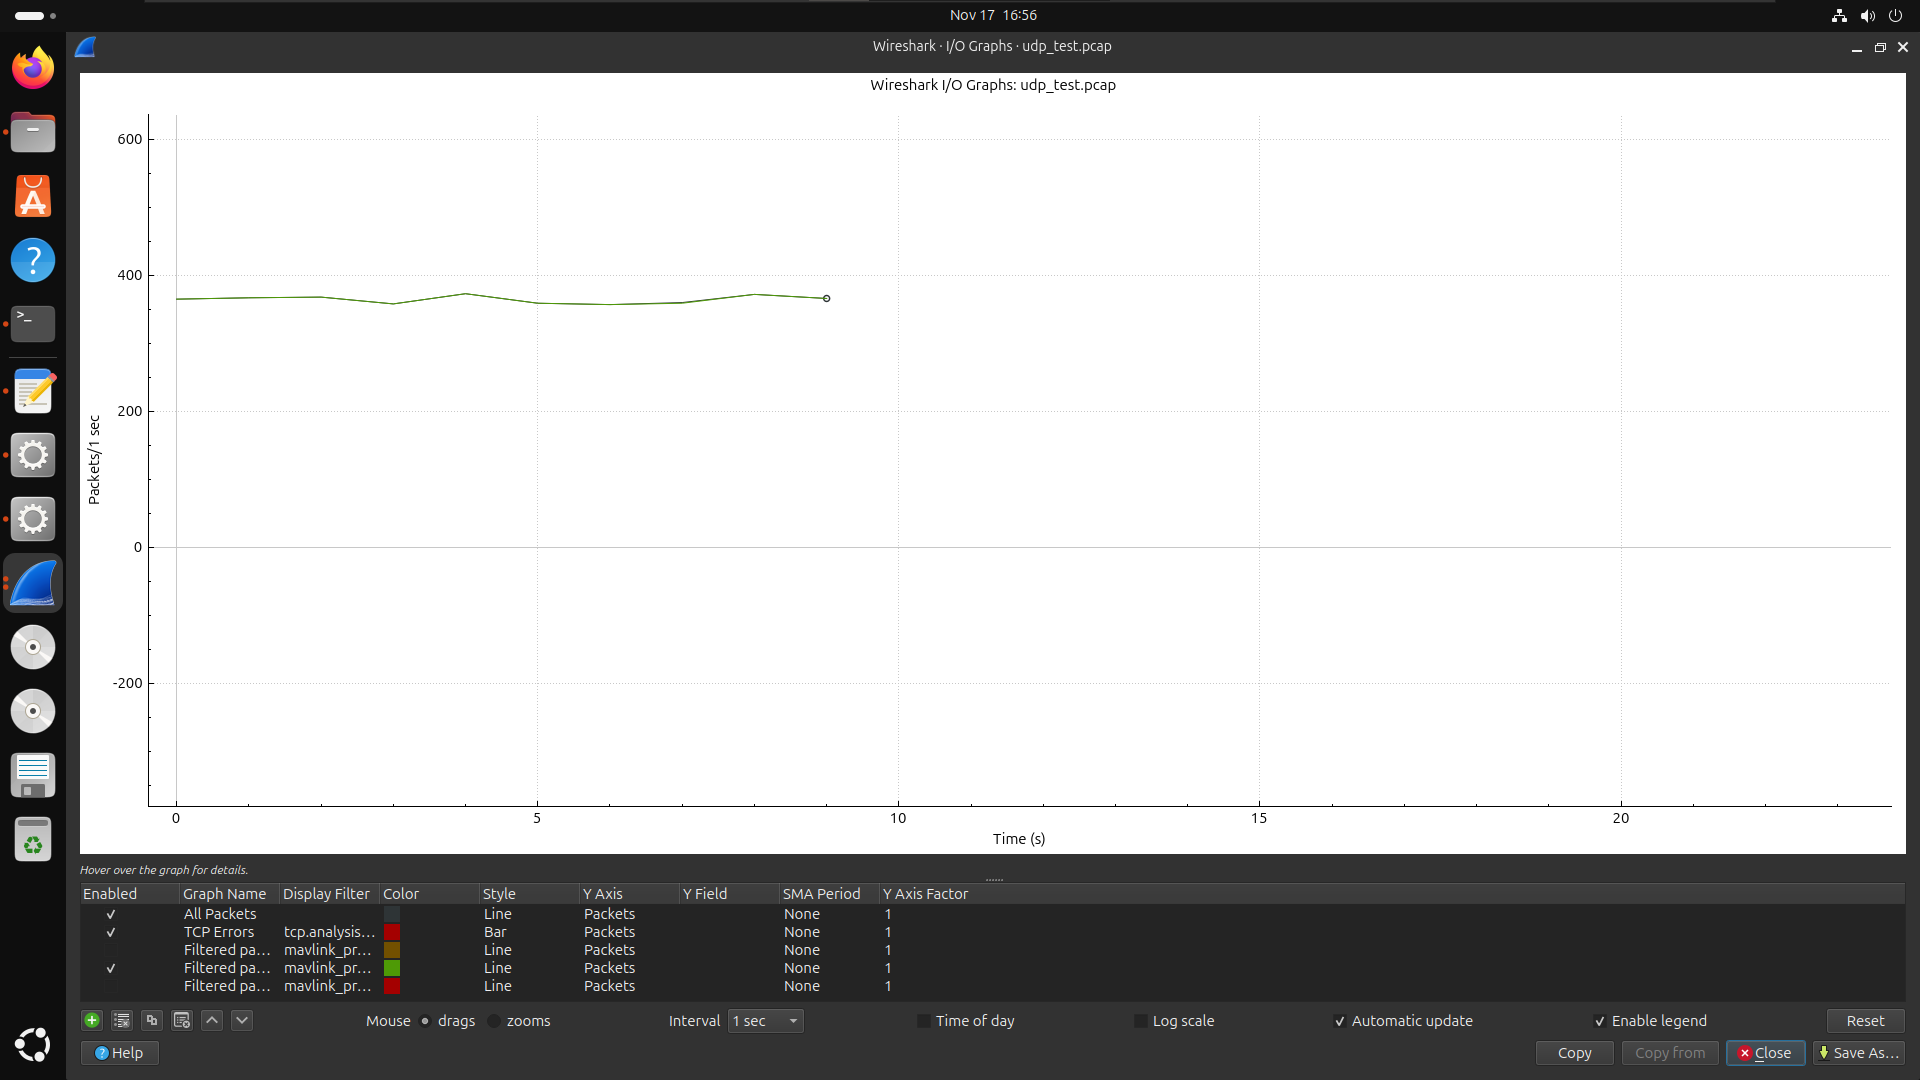 Nov 17 16:56
Wireshark · I/O Graphs · udp_test.pcap
Wireshark I/O Graphs: udp_test.pcap
600
400
200
0
-200
Packets/1 sec
0 5 10 15 20
Time (s)
Hover over the graph for details.
Enabled Graph Name Display Filter Color Style Y Axis Y Field SMA Period Y Axis Factor
✓ All Packets Line Packets None 1
✓ TCP Errors tcp.analysis... Bar Packets None 1
Filtered pa... mavlink_pr... Line Packets None 1
✓ Filtered pa... mavlink_pr... Line Packets None 1
Filtered pa... mavlink_pr... Line Packets None 1
Mouse drags zooms Interval 1 sec Time of day Log scale ✓ Automatic update ✓ Enable legend Reset
? Help Copy Copy from Close Save As...